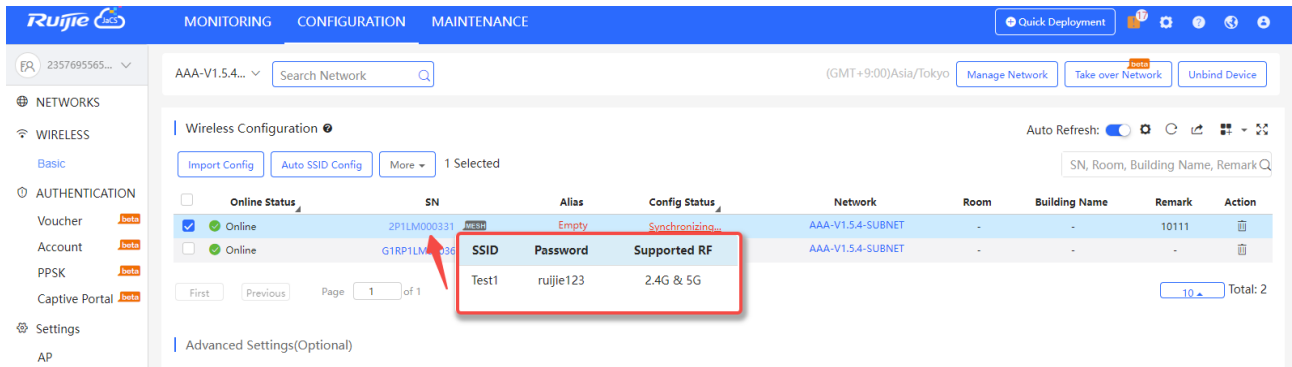 Ruijie JaCS MONITORING CONFIGURATION MAINTENANCE Quick Deployment 17
2357695565... AAA-V1.5.4... Search Network (GMT+9:00)Asia/Tokyo Manage Network Take over Network beta Unbind Device
NETWORKS
WIRELESS Wireless Configuration Auto Refresh:
Basic Import Config Auto SSID Config More 1 Selected SN, Room, Building Name, Remark
AUTHENTICATION Online Status SN Alias Config Status Network Room Building Name Remark Action
Voucher beta Online 2P1LM000331 MESH Empty Synchronizing... AAA-V1.5.4-SUBNET - - 10111
Account beta Online AAA-V1.5.4-SUBNET - - -
SSID Password Supported RF
PPSK beta
Test1 ruijie123 2.4G & 5G
Captive Portal beta First Previous Page 1 of 1 10 Total: 2
Settings
Advanced Settings(Optional)
AP